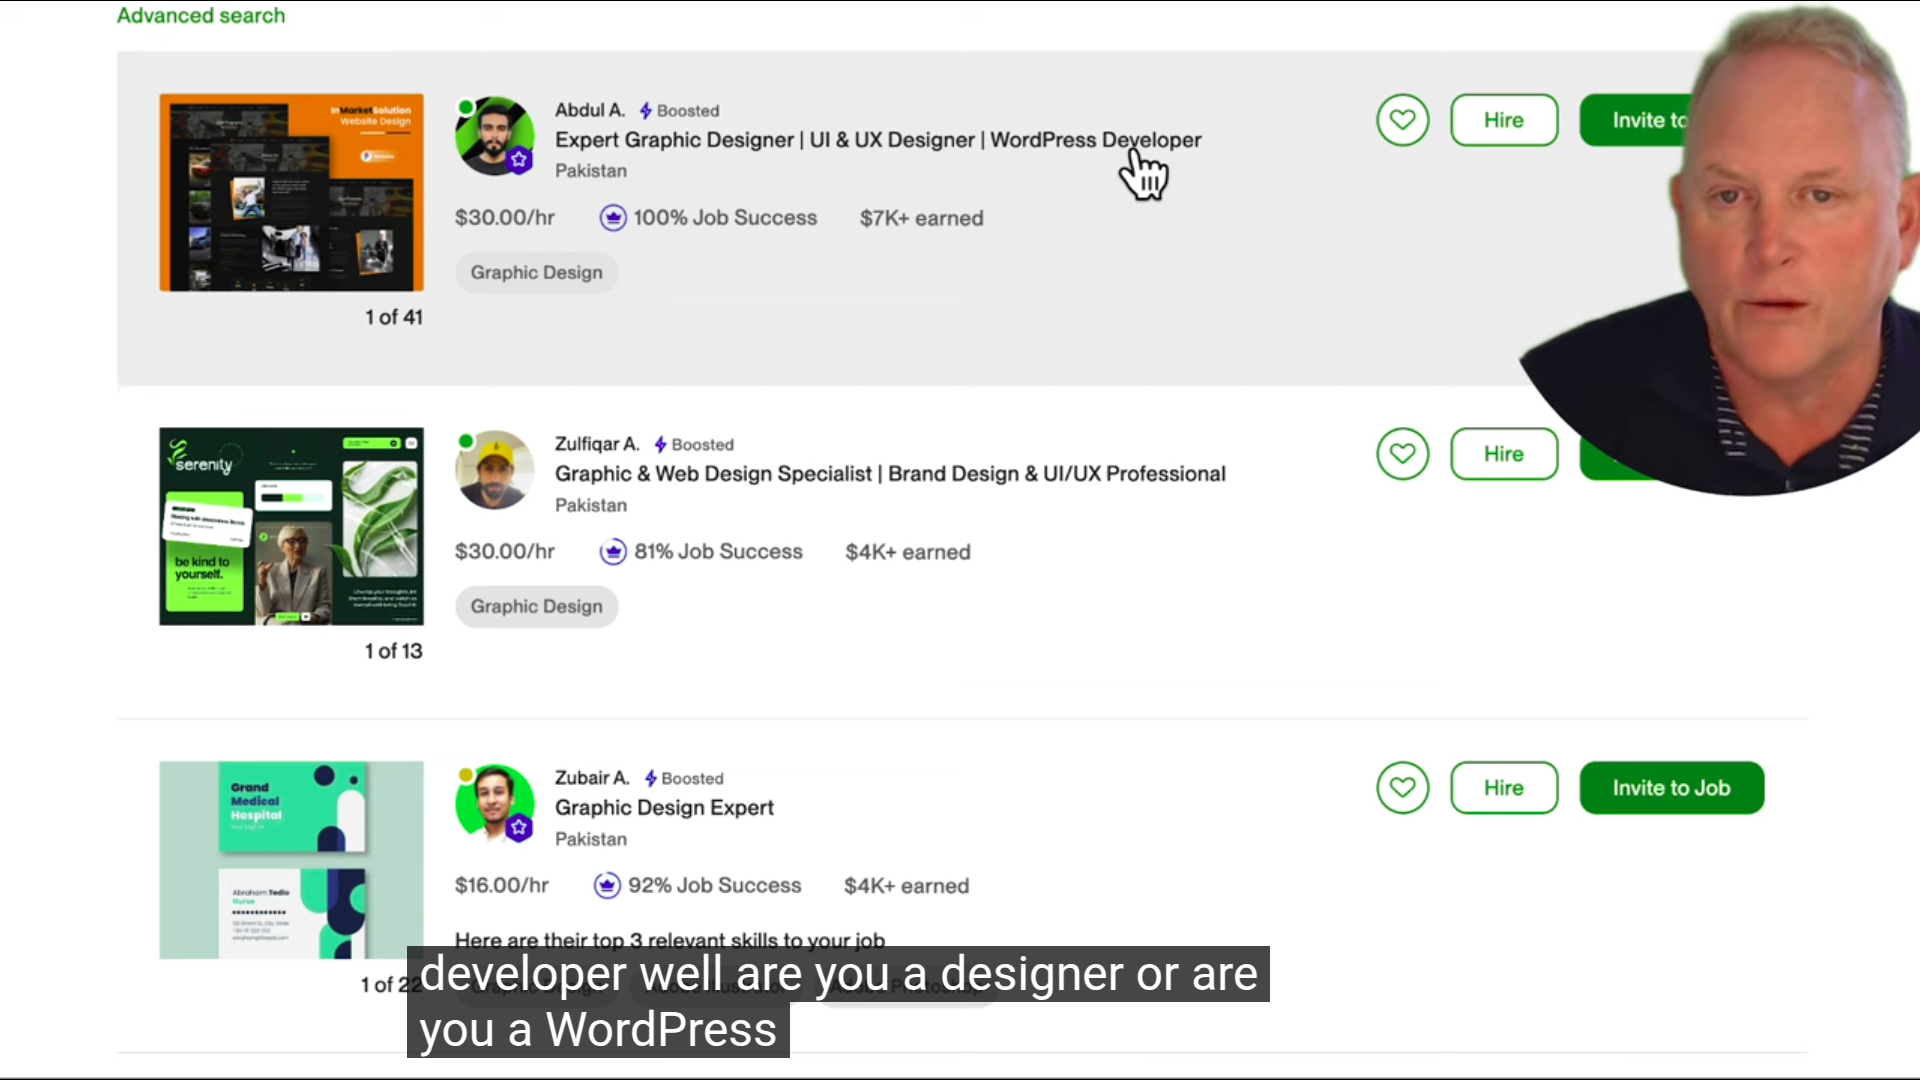 Advanced search
InMarketSolution
Website Design
Abdul A. Boosted
Expert Graphic Designer | UI & UX Designer | WordPress Developer
Pakistan
$30.00/hr 100% Job Success $7K+ earned
Graphic Design
1 of 41
Hire
Invite to
serenity
be kind to
yourself.
Zulfiqar A. Boosted
Graphic & Web Design Specialist | Brand Design & UI/UX Professional
Pakistan
$30.00/hr 81% Job Success $4K+ earned
Graphic Design
1 of 13
Hire
Grand
Medical
Hospital
Abraham Tedio
Nurse
Zubair A. Boosted
Graphic Design Expert
Pakistan
$16.00/hr 92% Job Success $4K+ earned
Here are their top 3 relevant skills to your job
1 of 22
Hire
Invite to Job
developer well are you a designer or are
you a WordPress